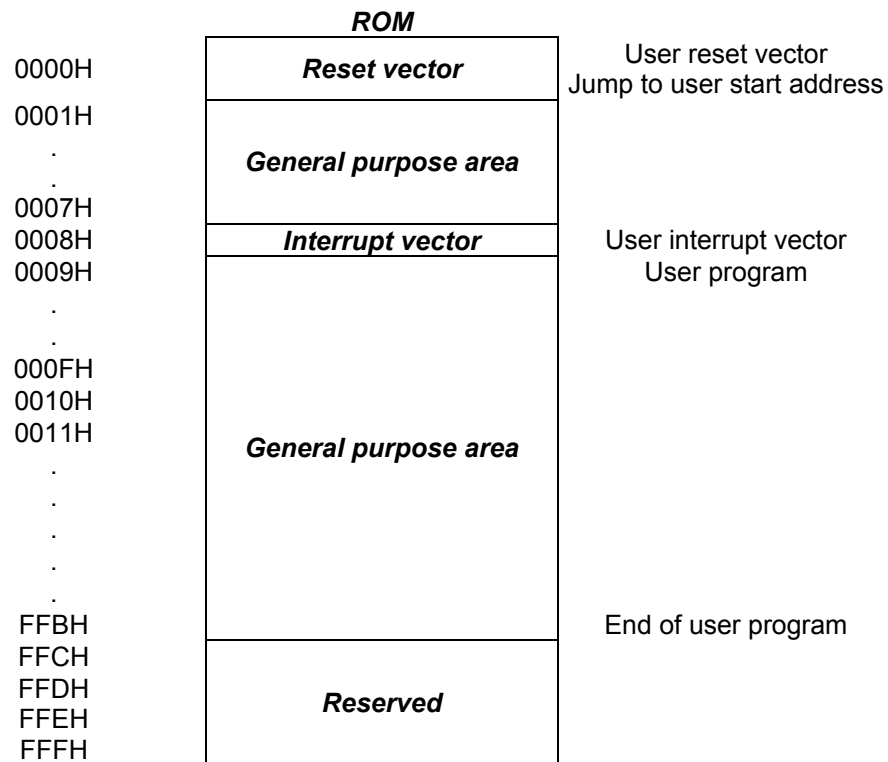 ROM
0000H
Reset vector
User reset vector
Jump to user start address
0001H
.
.
0007H
General purpose area
0008H
Interrupt vector
User interrupt vector
0009H
User program
.
.
000FH
0010H
0011H
General purpose area
.
.
.
.
.
FFBH
End of user program
FFCH
FFDH
FFEH
FFFH
Reserved